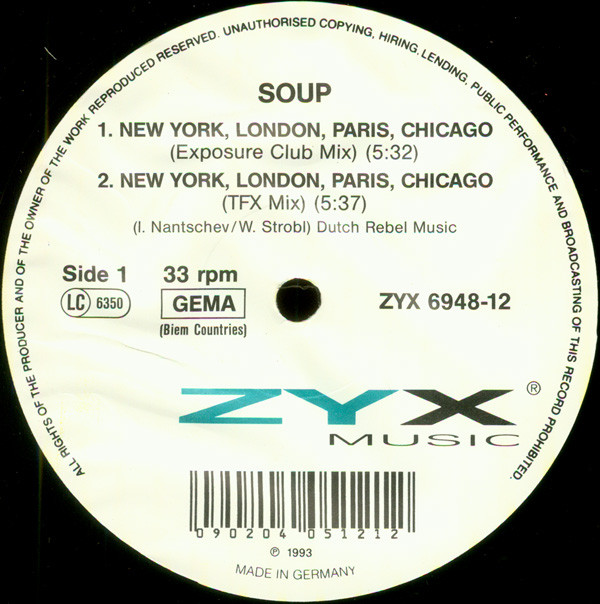 ALL RIGHTS OF THE PRODUCER AND OF THE OWNER OF THE WORK REPRODUCED RESERVED. UNAUTHORISED COPYING, HIRING, LENDING, PUBLIC PERFORMANCE AND BROADCASTING OF THIS RECORD PROHIBITED.
SOUP
1. NEW YORK, LONDON, PARIS, CHICAGO
(Exposure Club Mix) (5:32)
2. NEW YORK, LONDON, PARIS, CHICAGO
(TFX Mix) (5:37)
(I. Nantschev/W. Strobl) Dutch Rebel Music
Side 1 33 rpm
LC 6350 GEMA ZYX 6948-12
(Biem Countries)
ZYX ®
MUSIC
090204 051212
℗ 1993
MADE IN GERMANY